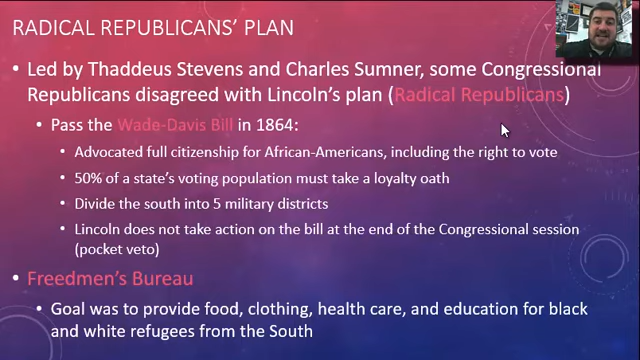 RADICAL REPUBLICANS' PLAN
• Led by Thaddeus Stevens and Charles Sumner, some Congressional
Republicans disagreed with Lincoln's plan (Radical Republicans)
• Pass the Wade-Davis Bill in 1864:
• Advocated full citizenship for African-Americans, including the right to vote
• 50% of a state's voting population must take a loyalty oath
• Divide the south into 5 military districts
• Lincoln does not take action on the bill at the end of the Congressional session
(pocket veto)
• Freedmen's Bureau
• Goal was to provide food, clothing, health care, and education for black
and white refugees from the South